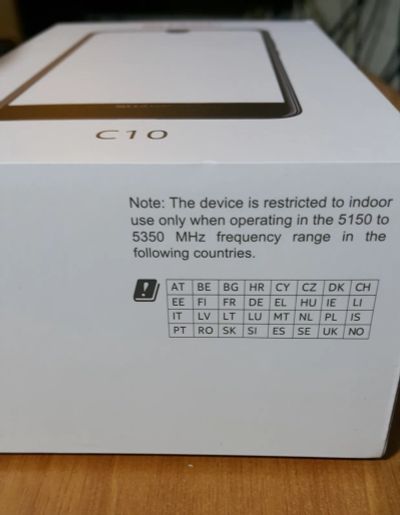 C10
Note: The device is restricted to indoor
use only when operating in the 5150 to
5350 MHz frequency range in the
following countries.
AT BE BG HR CY CZ DK CH
EE FI FR DE EL HU IE LI
IT LV LT LU MT NL PL IS
PT RO SK SI ES SE UK NO